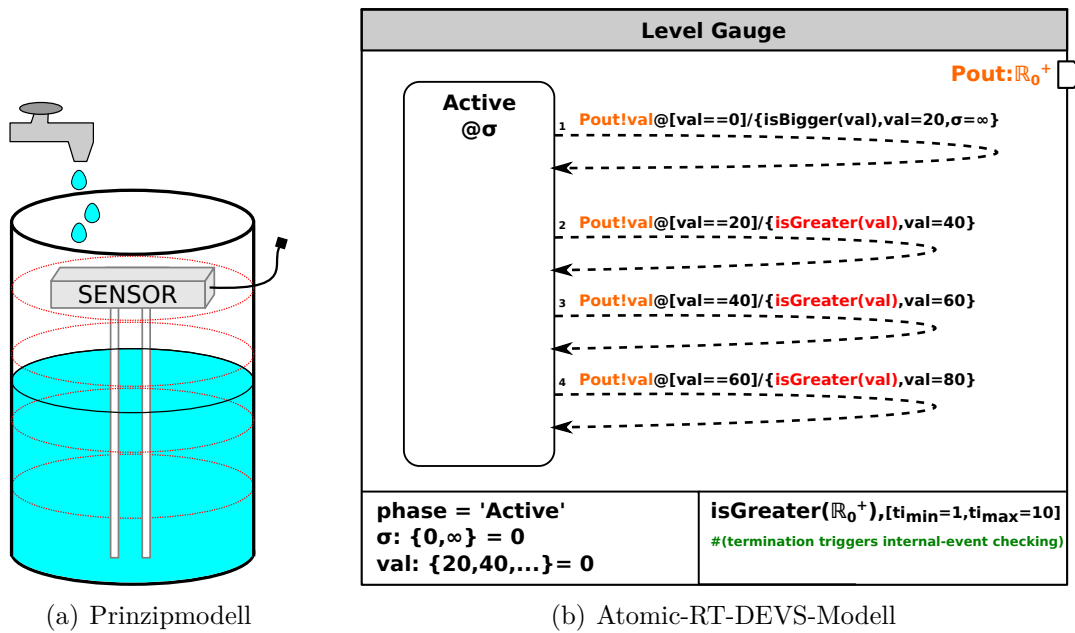 Level Gauge
Pout:ℝ₀⁺
Active
@σ
1 Pout!val@[val==0]/{isBigger(val),val=20,σ=∞}
2 Pout!val@[val==20]/{isGreater(val),val=40}
3 Pout!val@[val==40]/{isGreater(val),val=60}
4 Pout!val@[val==60]/{isGreater(val),val=80}
SENSOR
phase = 'Active'
σ: {0,∞} = 0
val: {20,40,...}= 0
isGreater(ℝ₀⁺),[ti_min=1,ti_max=10]
#(termination triggers internal-event checking)
(a) Prinzipmodell
(b) Atomic-RT-DEVS-Modell